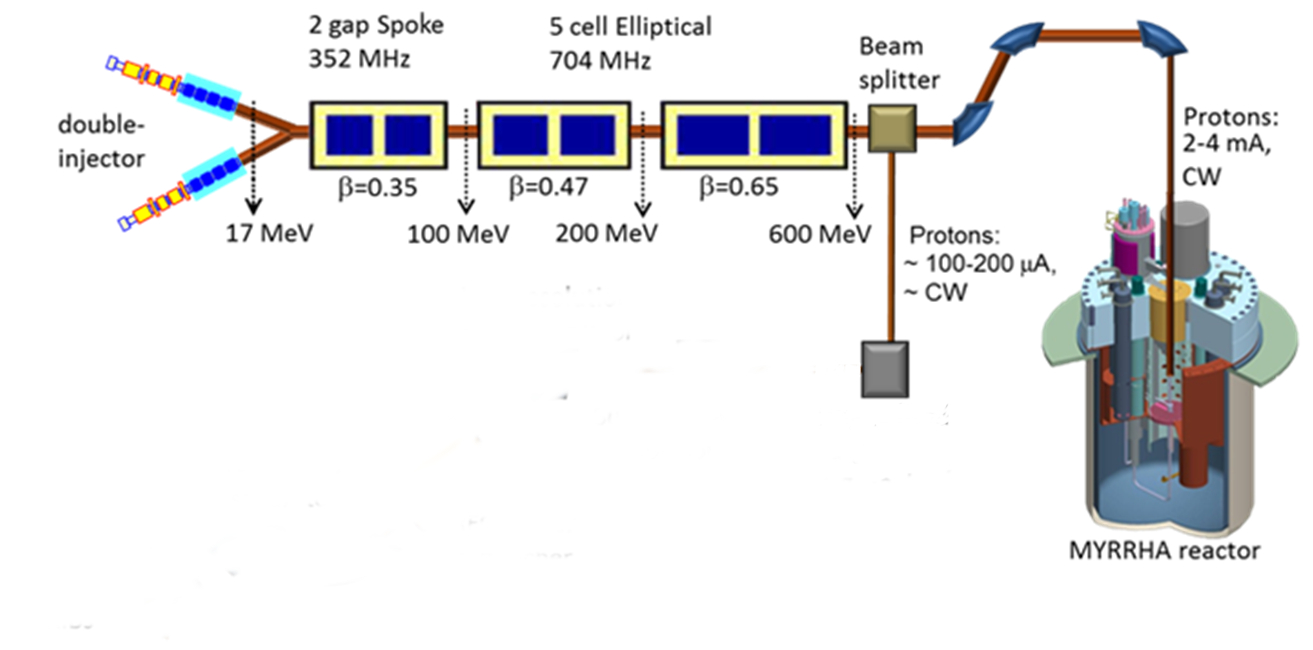 2 gap Spoke
352 MHz
5 cell Elliptical
704 MHz
Beam
splitter
double-
injector
Protons:
2-4 mA,
CW
β=0.35
β=0.47
β=0.65
17 MeV
100 MeV
200 MeV
600 MeV
Protons:
~ 100-200 μA,
~ CW
MYRRHA reactor